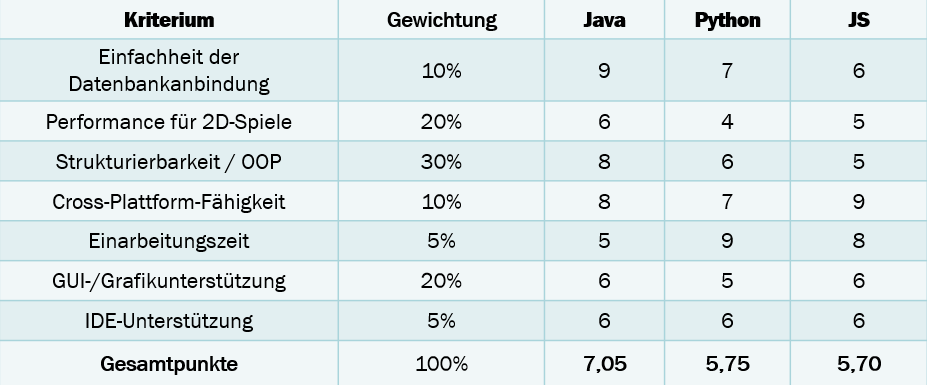 Kriterium Gewichtung Java Python JS
Einfachheit der
Datenbankanbindung 10% 9 7 6
Performance für 2D-Spiele 20% 6 4 5
Strukturierbarkeit / OOP 30% 8 6 5
Cross-Plattform-Fähigkeit 10% 8 7 9
Einarbeitungszeit 5% 5 9 8
GUI-/Grafikunterstützung 20% 6 5 6
IDE-Unterstützung 5% 6 6 6
Gesamtpunkte 100% 7,05 5,75 5,70